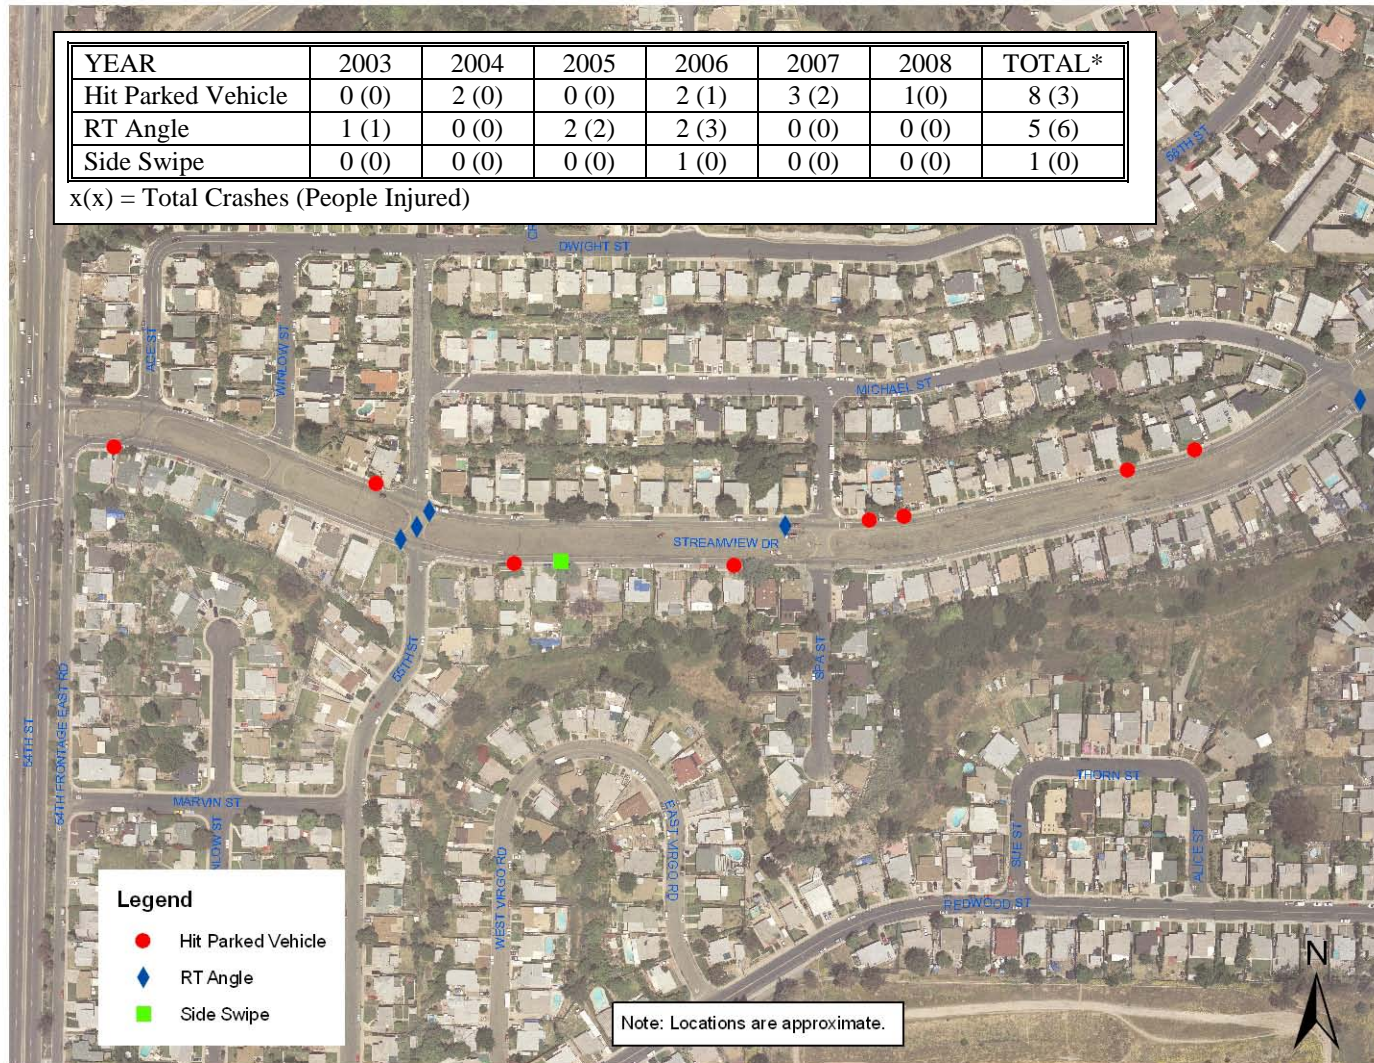 YEAR 2003 2004 2005 2006 2007 2008 TOTAL*
Hit Parked Vehicle 0 (0) 2 (0) 0 (0) 2 (1) 3 (2) 1(0) 8 (3)
RT Angle 1 (1) 0 (0) 2 (2) 2 (3) 0 (0) 0 (0) 5 (6)
Side Swipe 0 (0) 0 (0) 0 (0) 1 (0) 0 (0) 0 (0) 1 (0)
x(x) = Total Crashes (People Injured)
58TH ST
DWIGHT ST
ACE ST
WINLOW ST
MICHAEL ST
STREAMVIEW DR
55TH ST
SPA ST
54TH ST
54TH FRONTAGE EAST RD
MARVIN ST
NLOW ST
WEST VIRGO RD
EAST VIRGO RD
THORN ST
SUE ST
ALICE ST
REDWOOD ST
Legend
Hit Parked Vehicle
RT Angle
Side Swipe
Note: Locations are approximate.
N